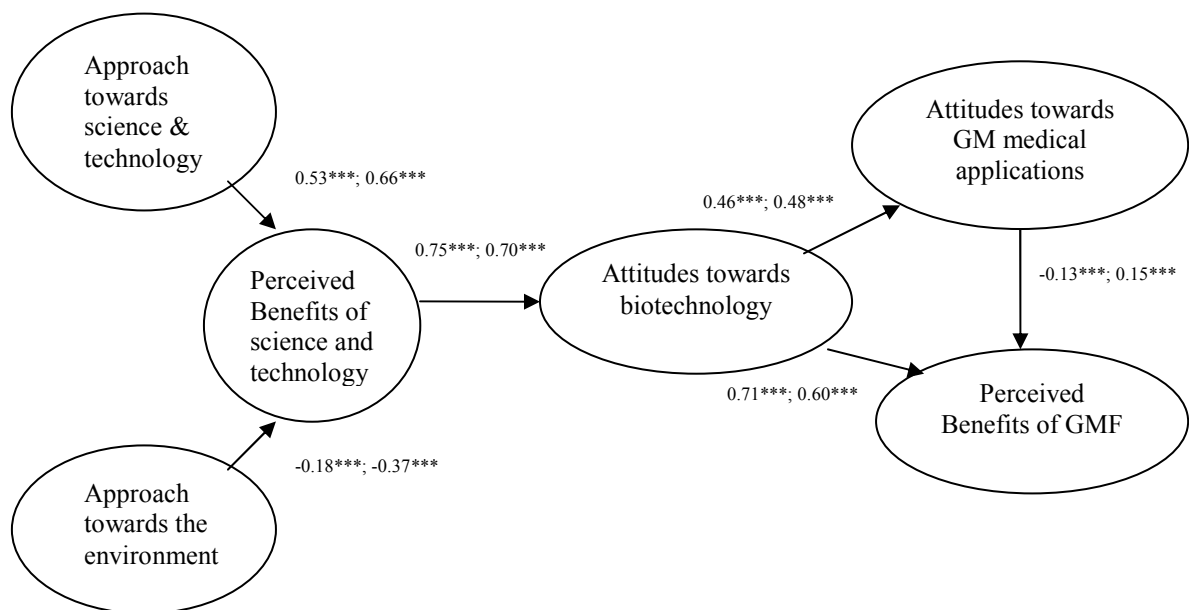 Approach
towards
science &
technology
0.53***; 0.66***
Perceived
Benefits of
science and
technology
-0.18***; -0.37***
Approach
towards the
environment
0.75***; 0.70***
Attitudes towards
biotechnology
0.46***; 0.48***
Attitudes towards
GM medical
applications
-0.13***; 0.15***
0.71***; 0.60***
Perceived
Benefits of GMF